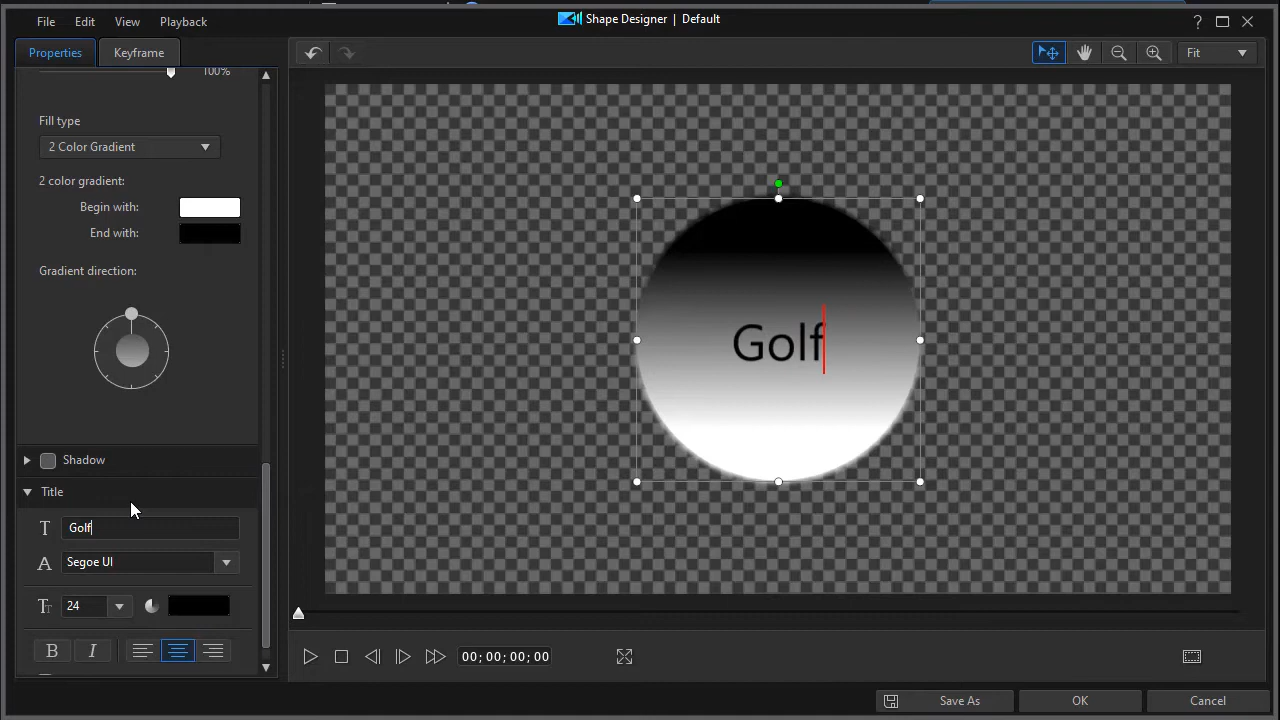 Shape Designer | Default
File Edit View Playback
Properties Keyframe
Fit
100%
Fill type
2 Color Gradient
2 color gradient:
Begin with:
End with:
Gradient direction:
Golf
Shadow
Title
T Golf
A Segoe UI
TT 24
B I
00;00;00;00
Save As OK Cancel